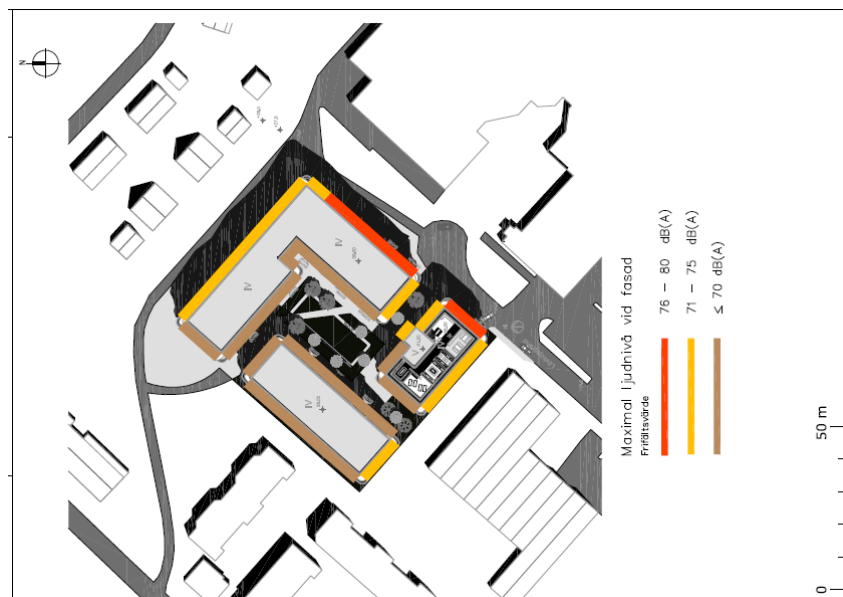 N
IV
IV
IV
V
Maximal ljudnivå vid fasad
Frifältsvärde
76 – 80 dB(A)
71 – 75 dB(A)
≤ 70 dB(A)
0
50 m